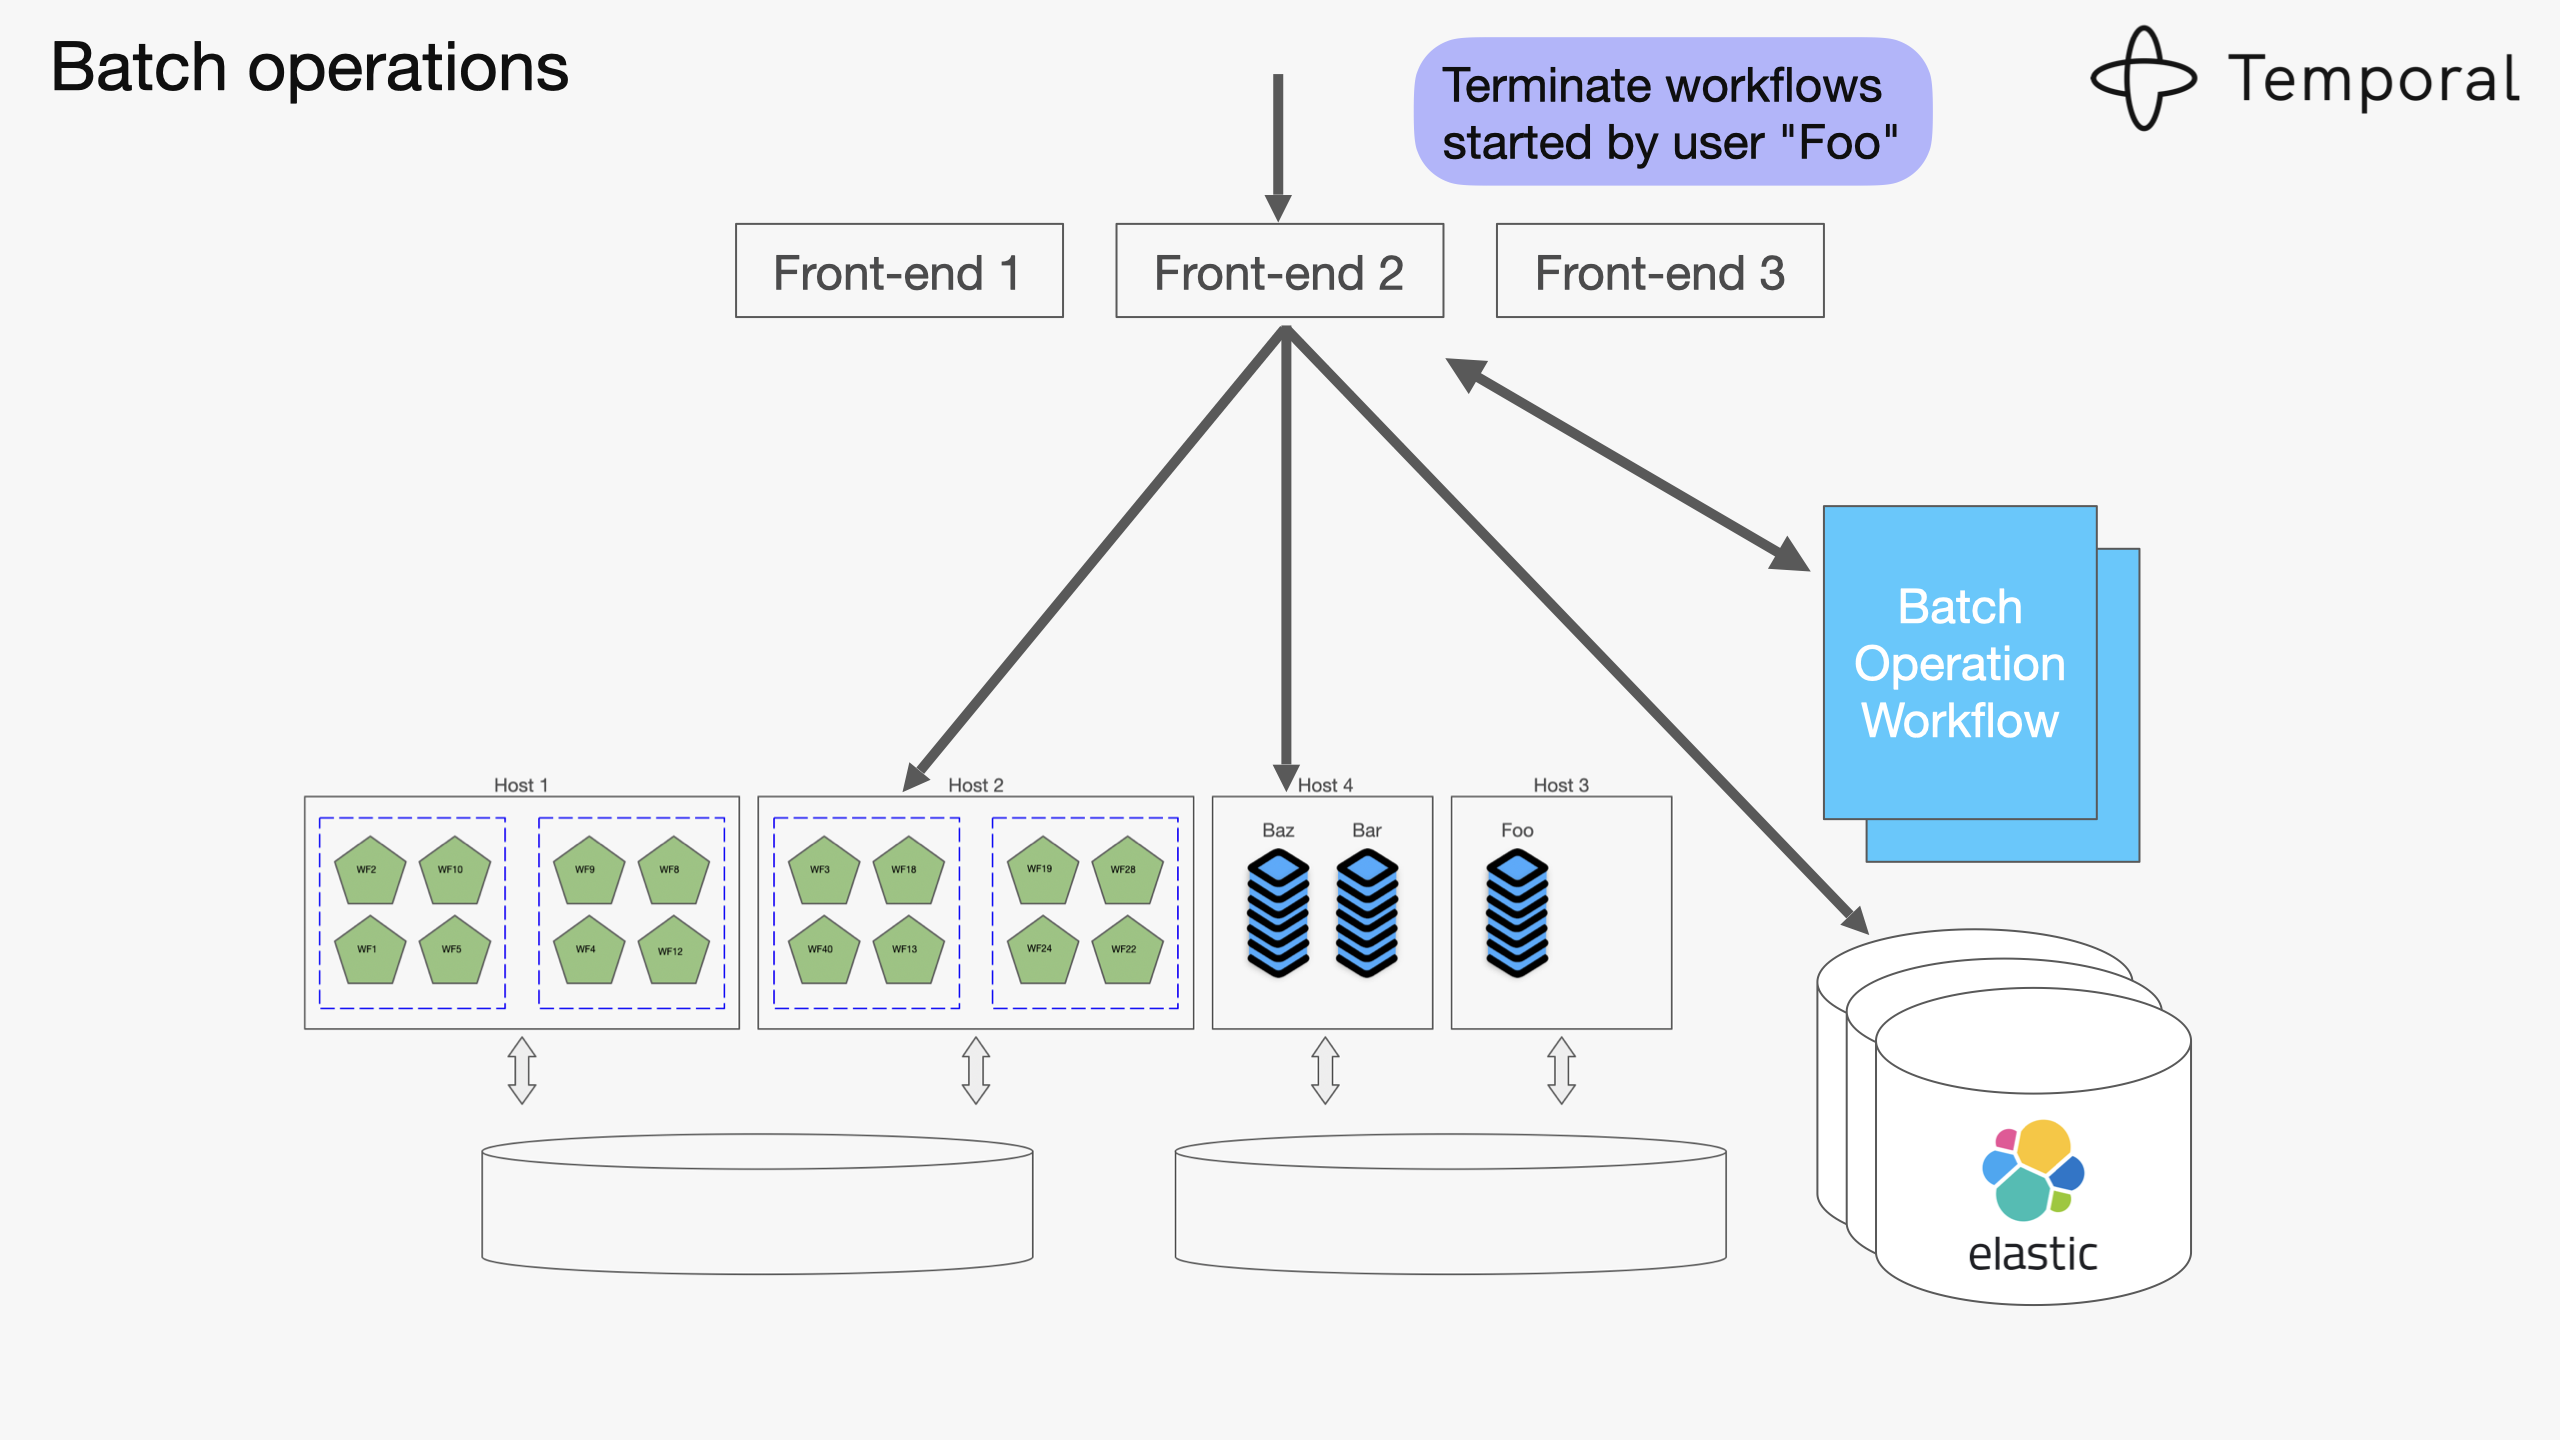 Batch operations
Terminate workflows
started by user "Foo"
Temporal
Front-end 1
Front-end 2
Front-end 3
Batch
Operation
Workflow
Host 1
Host 2
Host 4
Host 3
WF2
WF10
WF9
WF8
WF3
WF18
WF19
WF28
Baz
Bar
Foo
WF1
WF5
WF4
WF12
WF40
WF13
WF24
WF22
elastic